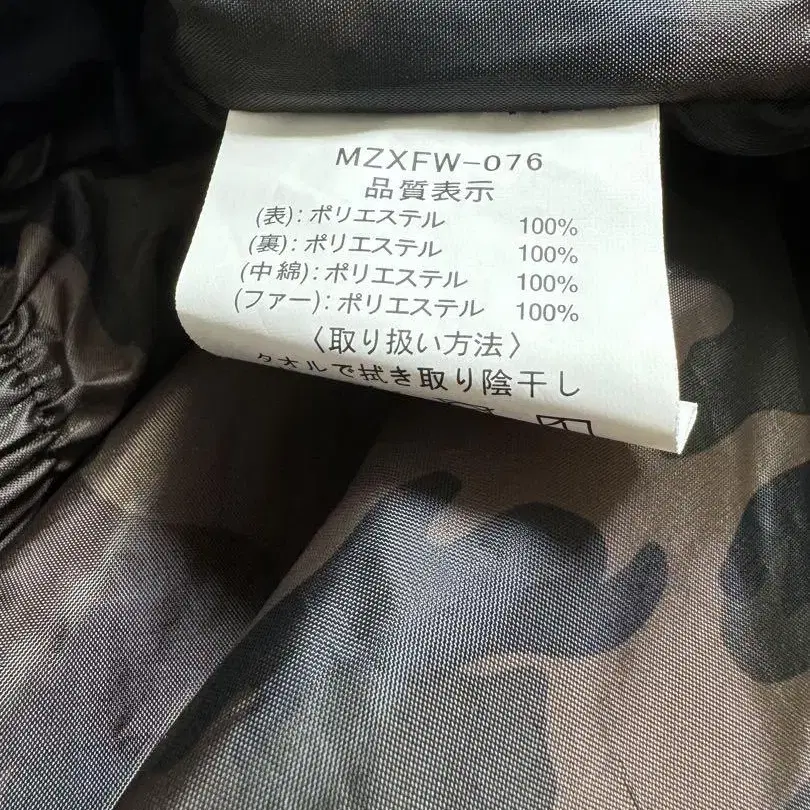 MZXFW-076
品質表示
(表): ポリエステル 100%
(裏): ポリエステル 100%
(中綿): ポリエステル 100%
(ファー): ポリエステル 100%
〈取り扱い方法〉
タオルで拭き取り陰干し